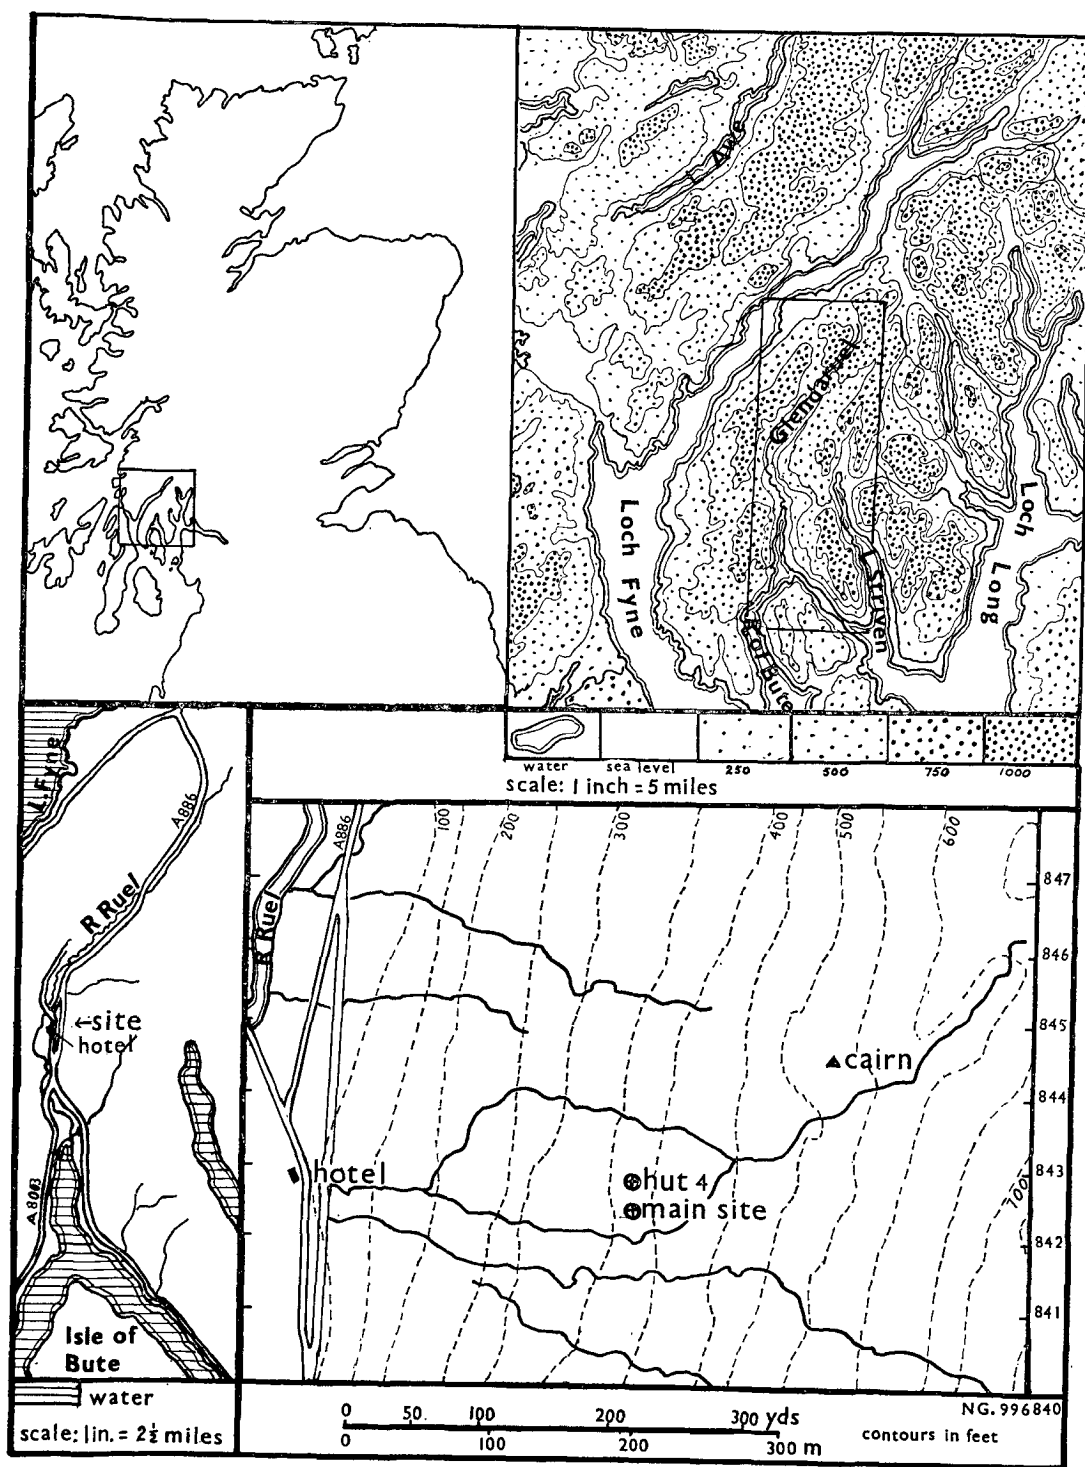 L Awe
Glendaruel
Loch Fyne
Loch Long
L Striven
K of Bute
water
sea level
250
500
750
1000
scale: 1 inch = 5 miles
L. Fyne
A886
R Ruel
←site
hotel
A8003
Isle of
Bute
water
scale: 1in. = 2½ miles
100
200
300
400
500
600
700
A886
R Ruel
847
846
845
844
843
842
841
cairn
hotel
hut 4
main site
NG. 996840
0 50. 100 200 300 yds
0 100 200 300 m
contours in feet